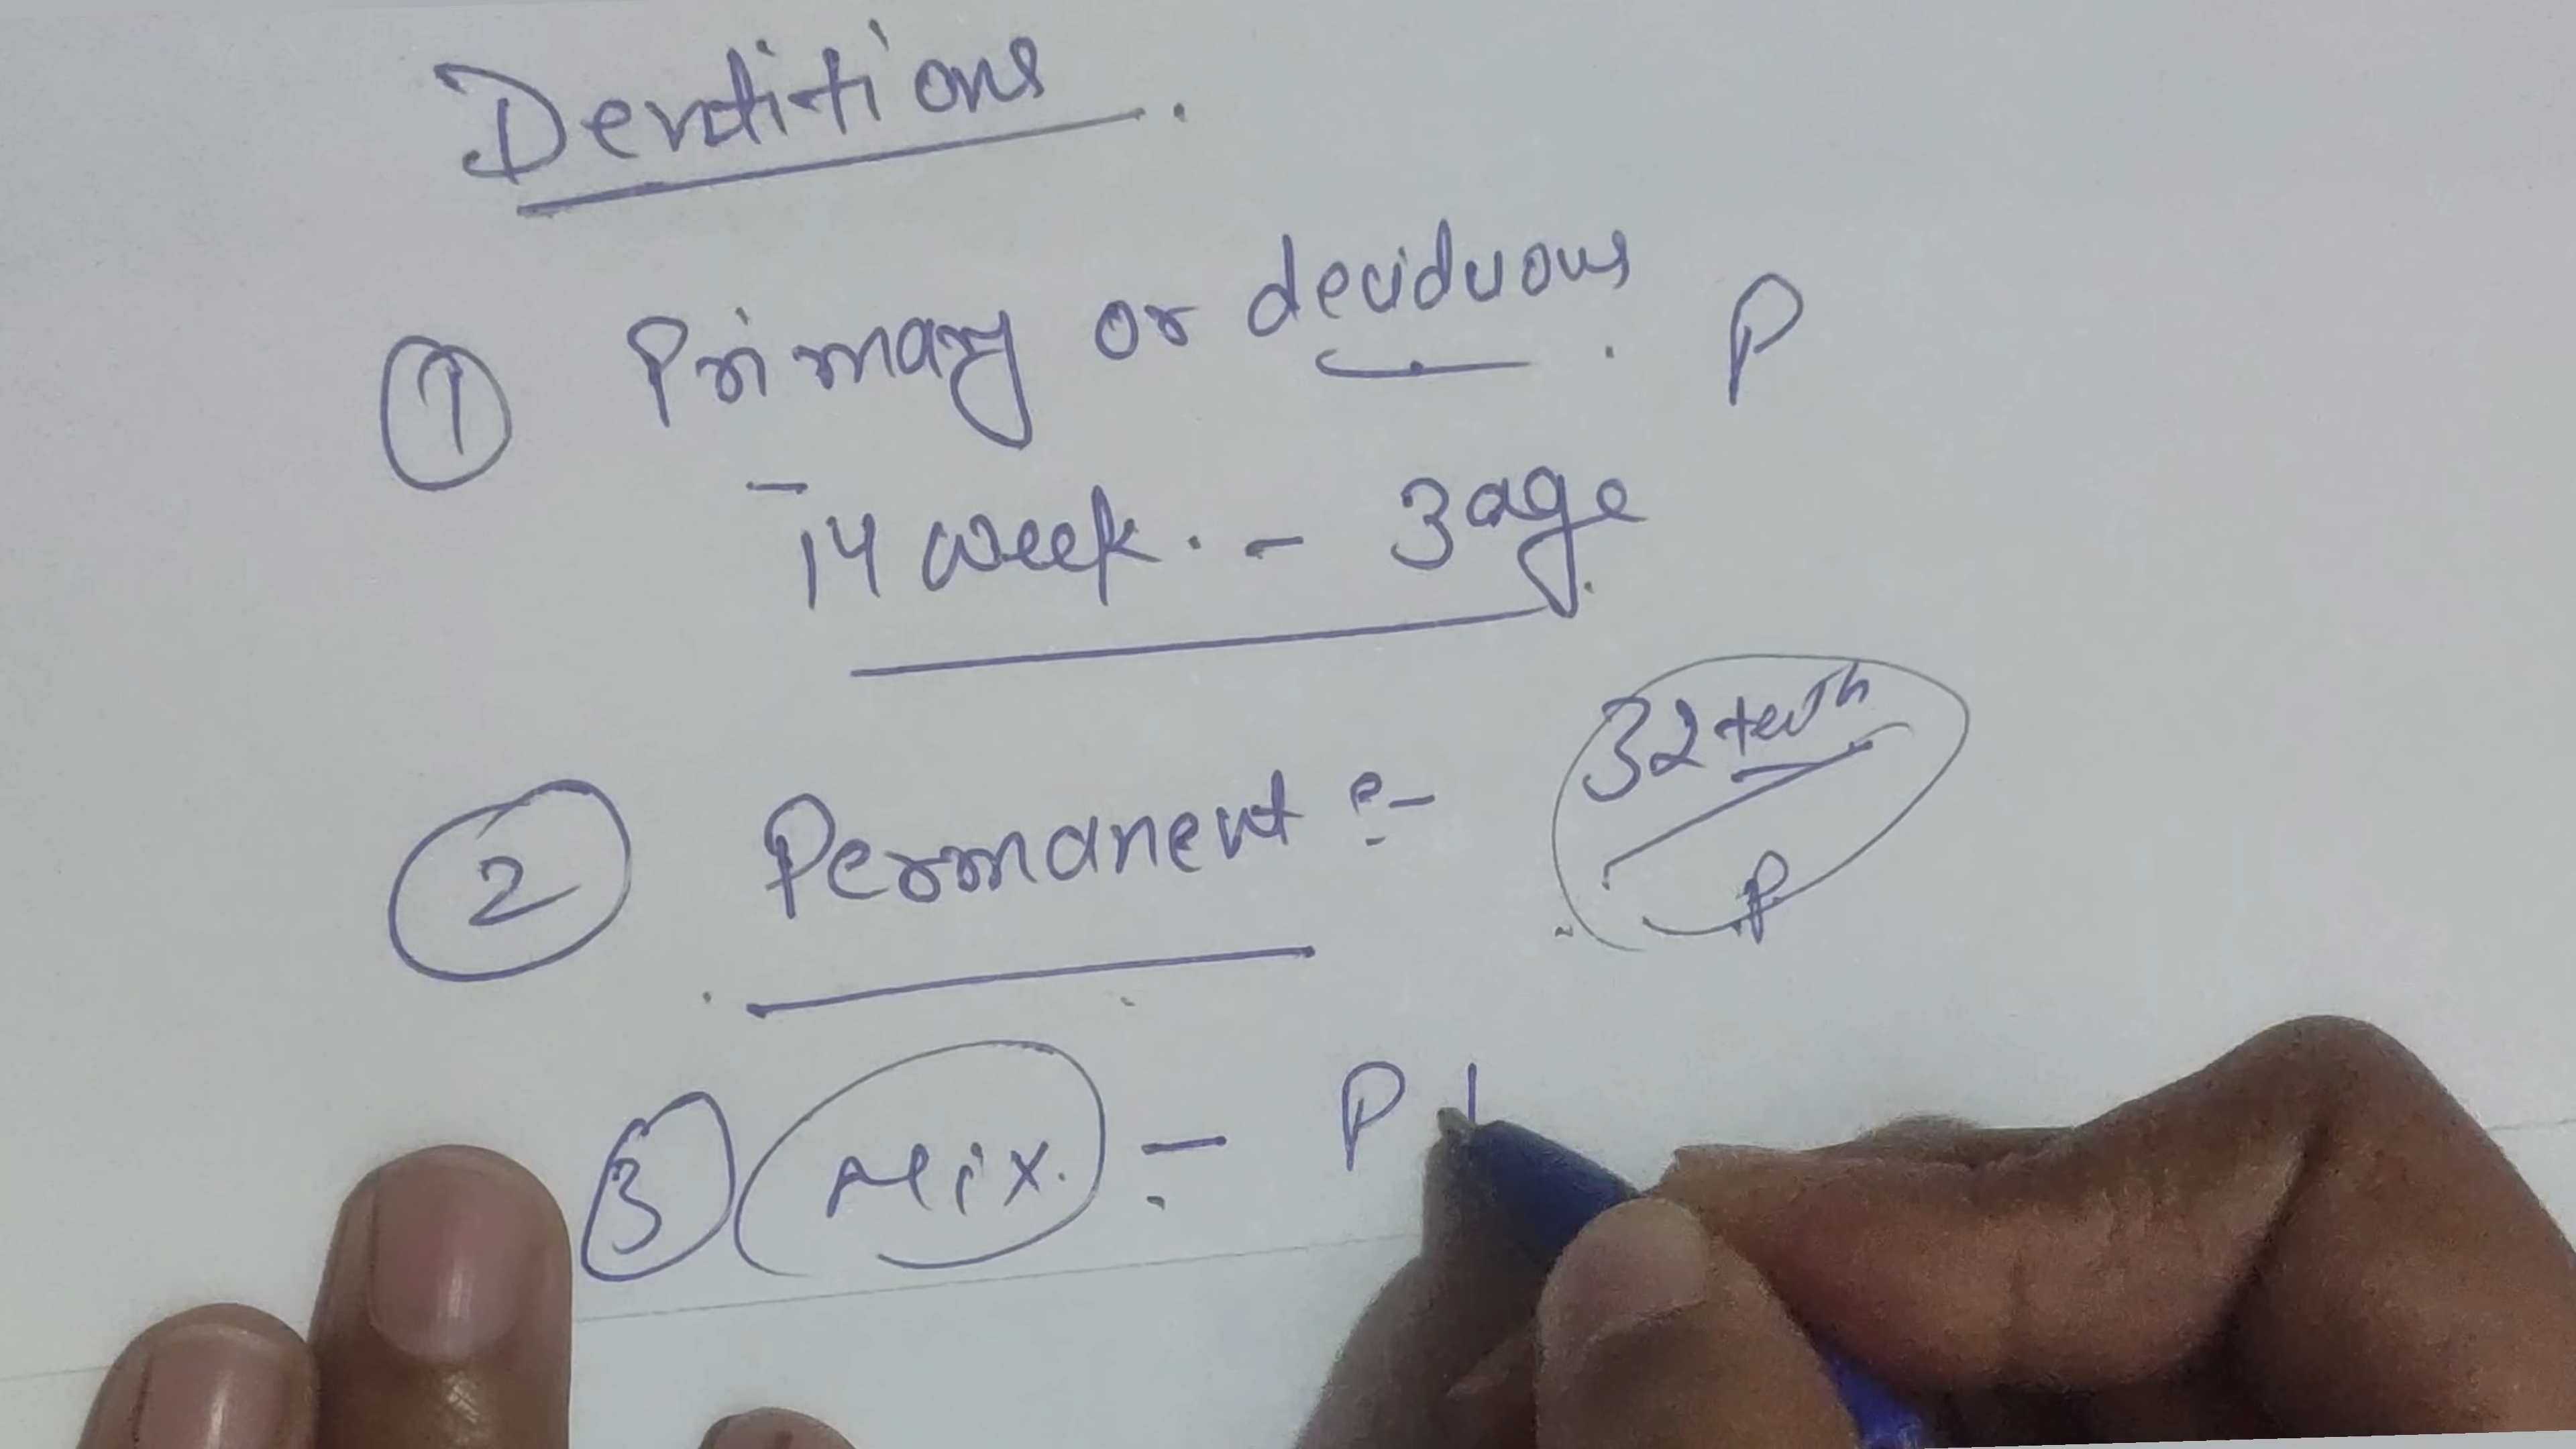 Dentitions.
① Primary or deciduous. P
- 14 week. - 3 age
② Permanent :- 32 teeth
P
③ Mix. :- P